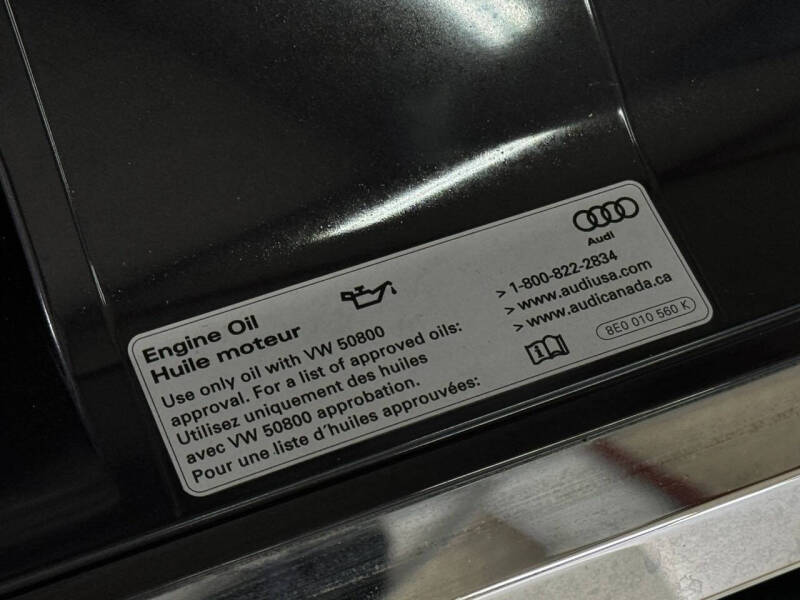 Engine Oil
Huile moteur
Use only oil with VW 50800
approval. For a list of approved oils:
Utilisez uniquement des huiles
avec VW 50800 approbation.
Pour une liste d'huiles approuvées:
Audi
> 1-800-822-2834
> www.audiusa.com
> www.audicanada.ca
8E0 010 560 K